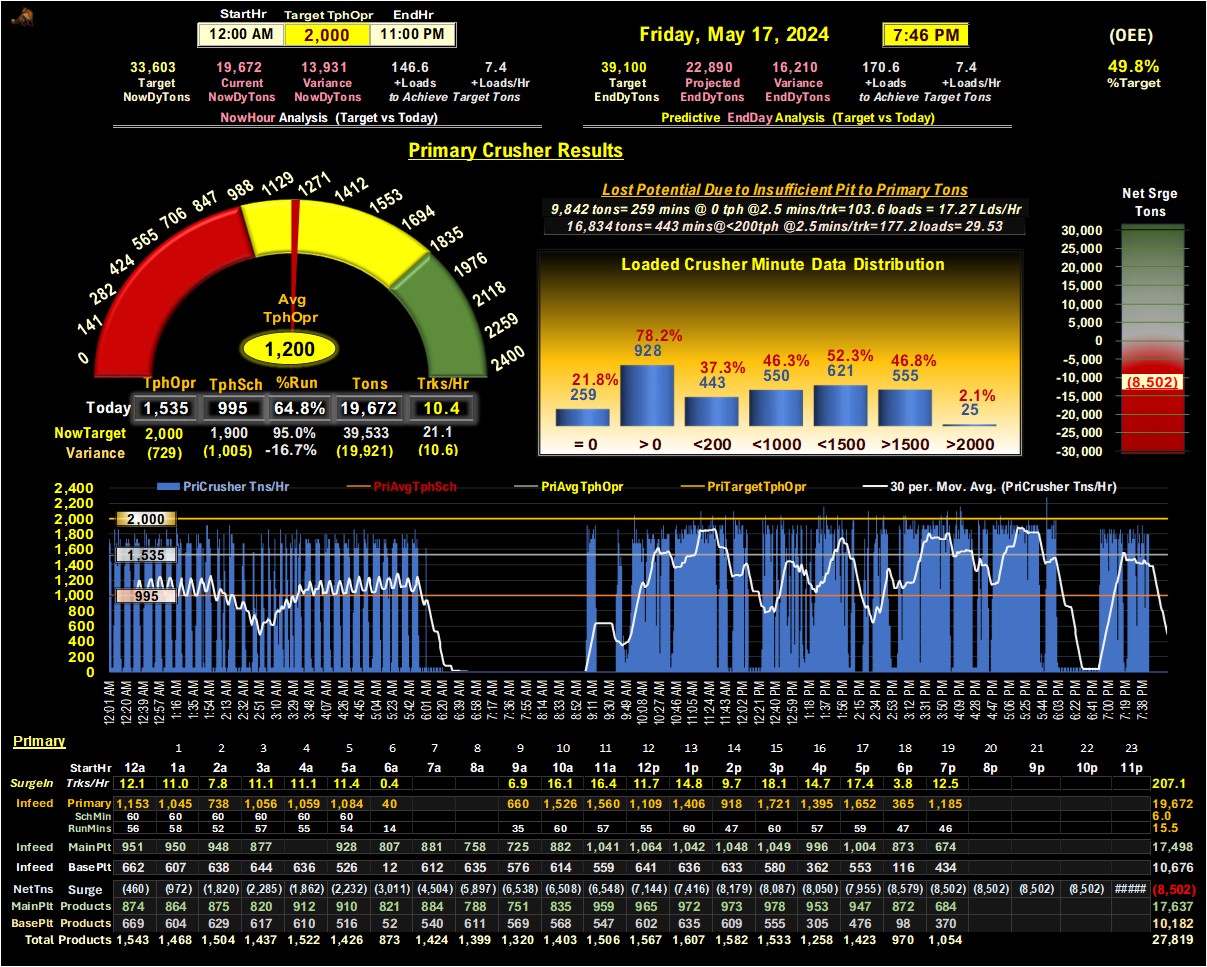 StartHr Target TphOpr EndHr
12:00 AM 2,000 11:00 PM
Friday, May 17, 2024 7:46 PM (OEE)
33,603 19,672 13,931 146.6 7.4 39,100 22,890 16,210 170.6 7.4 49.8%
Target Current Variance +Loads +Loads/Hr Target Projected Variance +Loads +Loads/Hr %Target
NowDyTons NowDyTons NowDyTons to Achieve Target Tons EndDyTons EndDyTons EndDyTons to Achieve Target Tons
NowHour Analysis (Target vs Today) Predictive EndDay Analysis (Target vs Today)
Primary Crusher Results
0 141 282 424 565 706 847 988 1129 1271 1412 1553 1694 1835 1976 2118 2259 2400
Avg
TphOpr
1,200
TphOpr TphSch %Run Tons Trks/Hr
Today 1,535 995 64.8% 19,672 10.4
NowTarget 2,000 1,900 95.0% 39,533 21.1
Variance (729) (1,005) -16.7% (19,921) (10.6)
Lost Potential Due to Insufficient Pit to Primary Tons
9,842 tons= 259 mins @ 0 tph @2.5 mins/trk=103.6 loads = 17.27 Lds/Hr
16,834 tons= 443 mins@<200tph @2.5mins/trk=177.2 loads= 29.53
Loaded Crusher Minute Data Distribution
21.8% 78.2% 37.3% 46.3% 52.3% 46.8% 2.1%
259 928 443 550 621 555 25
= 0 > 0 <200 <1000 <1500 >1500 >2000
Net Srge
Tons
30,000
25,000
20,000
15,000
10,000
5,000
0
-5,000
-10,000
(8,502)
-15,000
-20,000
-25,000
-30,000
PriCrusher Tns/Hr PriAvgTphSch PriAvgTphOpr PriTargetTphOpr 30 per. Mov. Avg. (PriCrusher Tns/Hr)
2,400
2,200
2,000 2,000
1,800
1,600 1,535
1,400
1,200
1,000 995
800
600
400
200
0
12:01 AM 12:20 AM 12:39 AM 12:57 AM 1:16 AM 1:35 AM 1:54 AM 2:13 AM 2:32 AM 2:51 AM 3:10 AM 3:29 AM 3:48 AM 4:07 AM 4:26 AM 4:45 AM 5:04 AM 5:23 AM 5:42 AM 6:01 AM 6:20 AM 6:39 AM 6:58 AM 7:17 AM 7:36 AM 7:55 AM 8:14 AM 8:33 AM 8:52 AM 9:11 AM 9:30 AM 9:49 AM 10:08 AM 10:27 AM 10:46 AM 11:05 AM 11:24 AM 11:43 AM 12:02 PM 12:21 PM 12:40 PM 12:59 PM 1:18 PM 1:37 PM 1:56 PM 2:15 PM 2:34 PM 2:53 PM 3:12 PM 3:31 PM 3:50 PM 4:09 PM 4:28 PM 4:47 PM 5:06 PM 5:25 PM 5:44 PM 6:03 PM 6:22 PM 6:41 PM 7:00 PM 7:19 PM 7:38 PM
Primary 1 2 3 4 5 6 7 8 9 10 11 12 13 14 15 16 17 18 19 20 21 22 23
StartHr 12a 1a 2a 3a 4a 5a 6a 7a 8a 9a 10a 11a 12p 1p 2p 3p 4p 5p 6p 7p 8p 9p 10p 11p
SurgeIn Trks/Hr 12.1 11.0 7.8 11.1 11.1 11.4 0.4 6.9 16.1 16.4 11.7 14.8 9.7 18.1 14.7 17.4 3.8 12.5 207.1
Infeed Primary 1,153 1,045 738 1,056 1,059 1,084 40 660 1,526 1,560 1,109 1,406 918 1,721 1,395 1,652 365 1,185 19,672
SchMin 60 60 60 60 60 60 6.0
RunMins 56 58 52 57 55 54 14 35 60 57 55 60 47 60 57 59 47 46 15.5
Infeed MainPlt 951 950 948 877 928 807 881 758 725 882 1,041 1,064 1,042 1,048 1,049 996 1,004 873 674 17,498
Infeed BasePlt 662 607 638 644 636 526 12 612 635 576 614 559 641 636 633 580 362 553 116 434 10,676
NetTns Surge (460) (972) (1,820) (2,285) (1,862) (2,232) (3,011) (4,504) (5,897) (6,538) (6,508) (6,548) (7,144) (7,416) (8,179) (8,087) (8,050) (7,955) (8,579) (8,502) (8,502) (8,502) (8,502) ##### (8,502)
MainPlt Products 874 864 875 820 912 910 821 884 788 751 835 959 965 972 973 978 953 947 872 684 17,637
BasePlt Products 669 604 629 617 610 516 52 540 611 569 568 547 602 635 609 555 305 476 98 370 10,182
Total Products 1,543 1,468 1,504 1,437 1,522 1,426 873 1,424 1,399 1,320 1,403 1,506 1,567 1,607 1,582 1,533 1,258 1,423 970 1,054 27,819